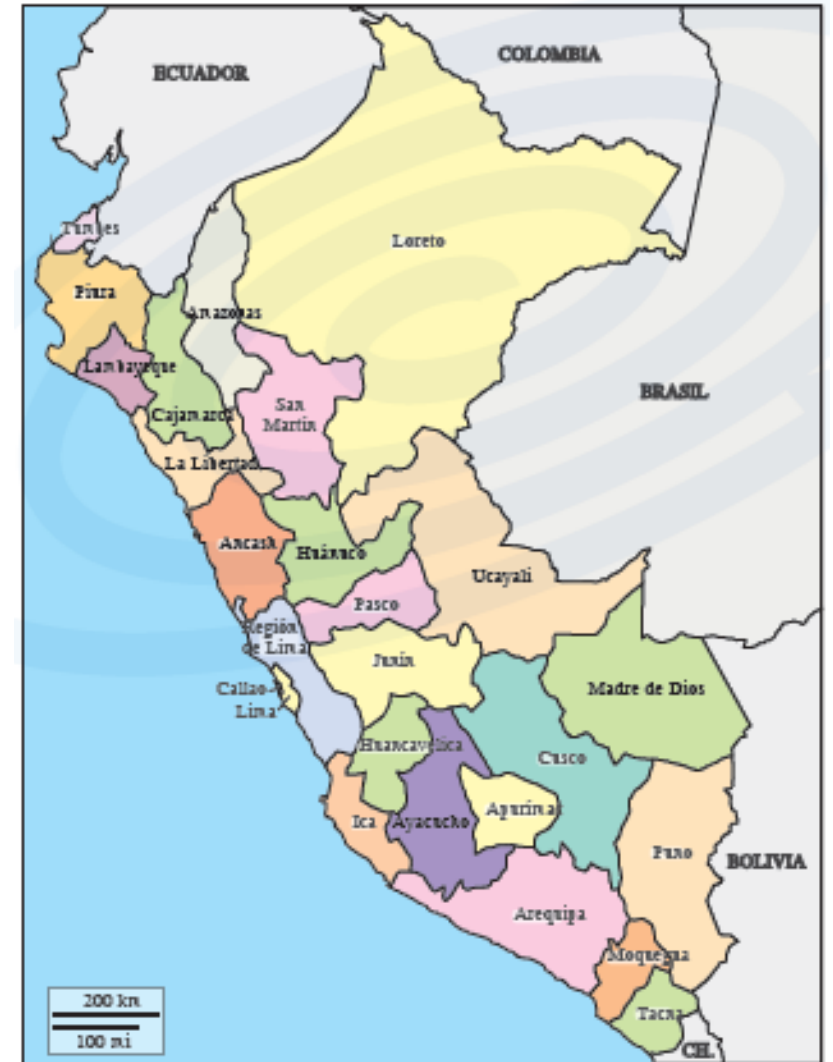 COLOMBIA
ECUADOR
Tumbes
Loreto
Piura
Amazonas
Lambayeque
BRASIL
Cajamarca
San
Martín
La Libertad
Ancash
Huánuco
Ucayali
Pasco
Región
de Lima
Junín
Callao
Lima
Madre de Dios
Huancavelica
Cusco
Apurímac
Ica
Ayacucho
Puno
BOLIVIA
Arequipa
Moquegua
200 km
Tacna
100 mi
CH.